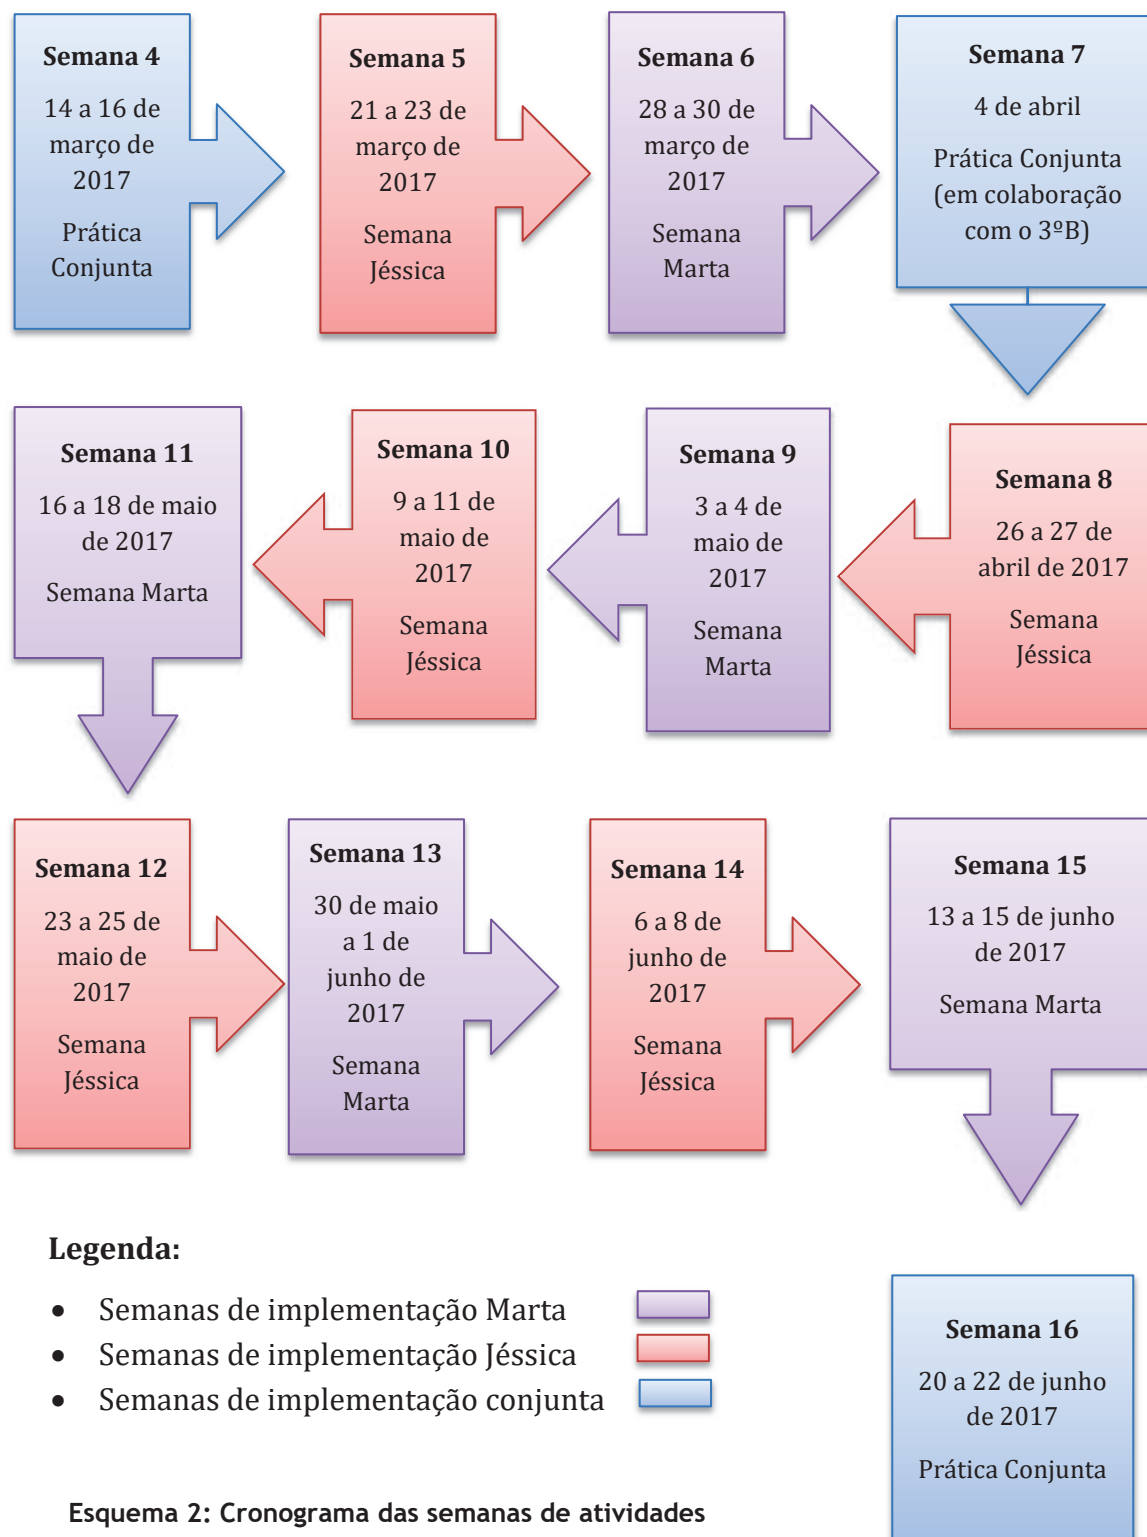 Semana 4
14 a 16 de
março de
2017
Prática
Conjunta
Semana 5
21 a 23 de
março de
2017
Semana
Jéssica
Semana 6
28 a 30 de
março de
2017
Semana
Marta
Semana 7
4 de abril
Prática Conjunta
(em colaboração
com o 3ºB)
Semana 8
26 a 27 de
abril de 2017
Semana
Jéssica
Semana 9
3 a 4 de
maio de
2017
Semana
Marta
Semana 10
9 a 11 de
maio de
2017
Semana
Jéssica
Semana 11
16 a 18 de maio
de 2017
Semana Marta
Semana 12
23 a 25 de
maio de
2017
Semana
Jéssica
Semana 13
30 de maio
a 1 de
junho de
2017
Semana
Marta
Semana 14
6 a 8 de
junho de
2017
Semana
Jéssica
Semana 15
13 a 15 de junho
de 2017
Semana Marta
Semana 16
20 a 22 de junho
de 2017
Prática Conjunta
Legenda:
• Semanas de implementação Marta
• Semanas de implementação Jéssica
• Semanas de implementação conjunta
Esquema 2: Cronograma das semanas de atividades